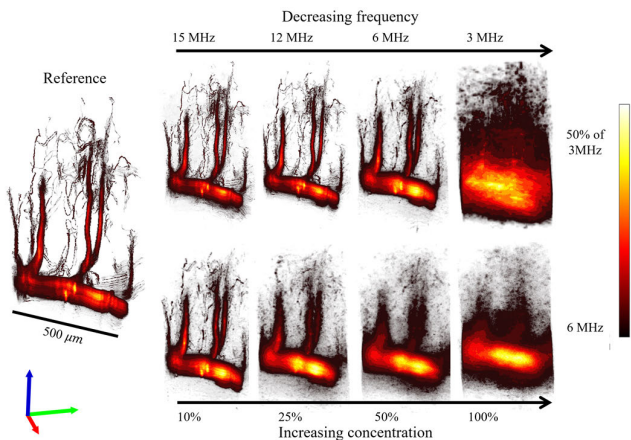 Decreasing frequency
15 MHz 12 MHz 6 MHz 3 MHz
Reference
50% of
3MHz
500 μm
6 MHz
10% 25% 50% 100%
Increasing concentration